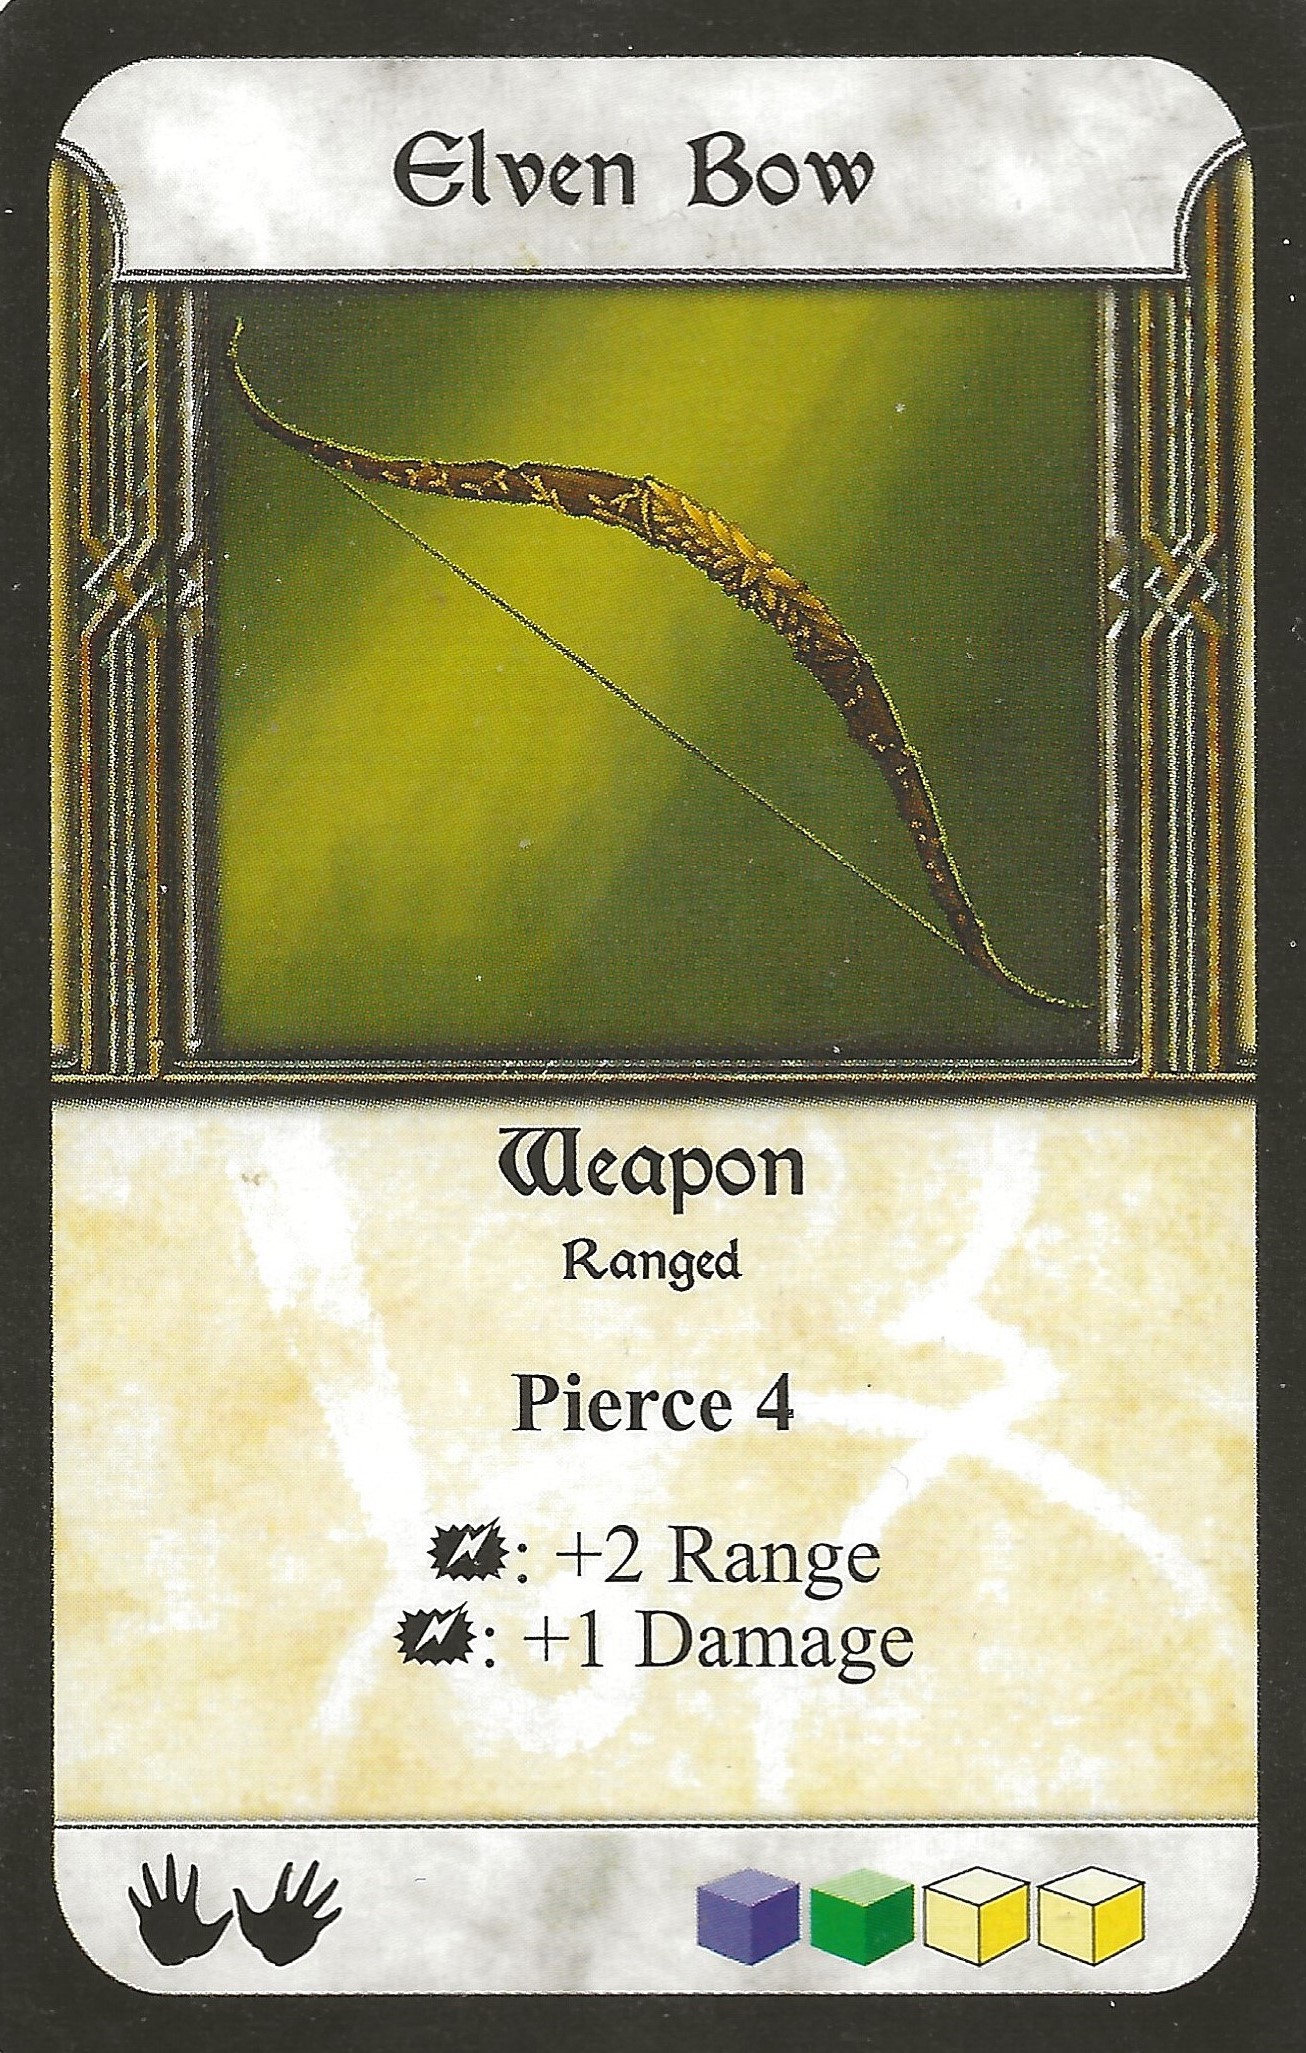 Elven Bow
Weapon
Ranged
Pierce 4
: +2 Range
: +1 Damage